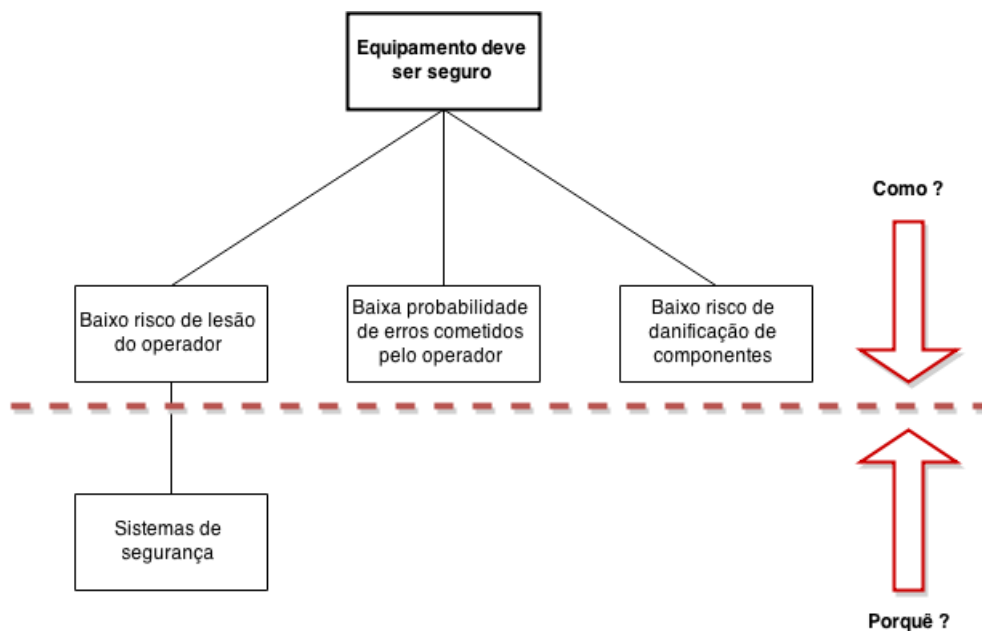 Equipamento deve
ser seguro
Como ?
Baixo risco de lesão
do operador
Baixa probabilidade
de erros cometidos
pelo operador
Baixo risco de
danificação de
componentes
Sistemas de
segurança
Porquê ?